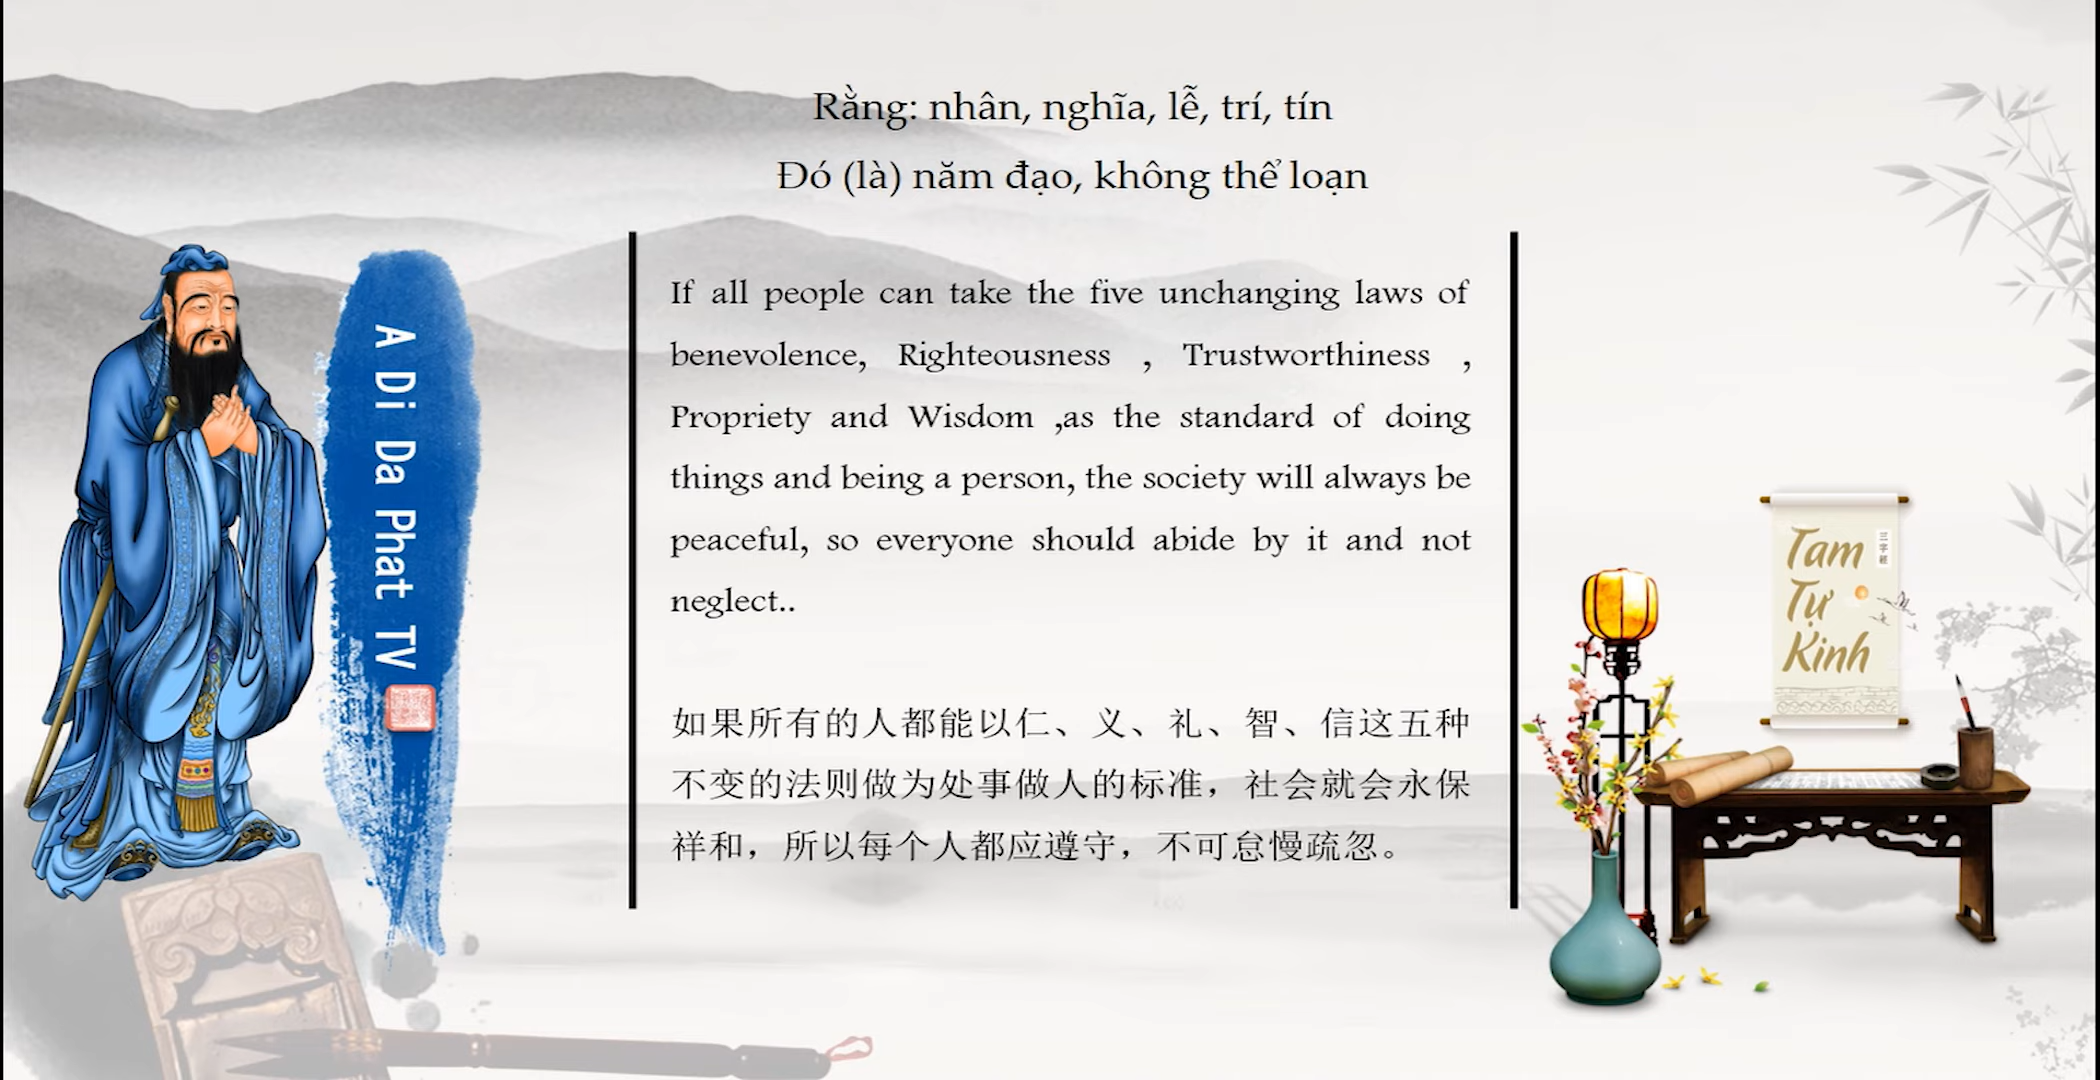 Rằng: nhân, nghĩa, lễ, trí, tín
Đó (là) năm đạo, không thể loạn
If all people can take the five unchanging laws of
benevolence, Righteousness , Trustworthiness ,
Propriety and Wisdom ,as the standard of doing
things and being a person, the society will always be
peaceful, so everyone should abide by it and not
neglect..
如果所有的人都能以仁、义、礼、智、信这五种
不变的法则做为处事做人的标准，社会就会永保
祥和，所以每个人都应遵守，不可怠慢疏忽。
A Di Da Phat TV
Tam
Tự
Kinh
三字經